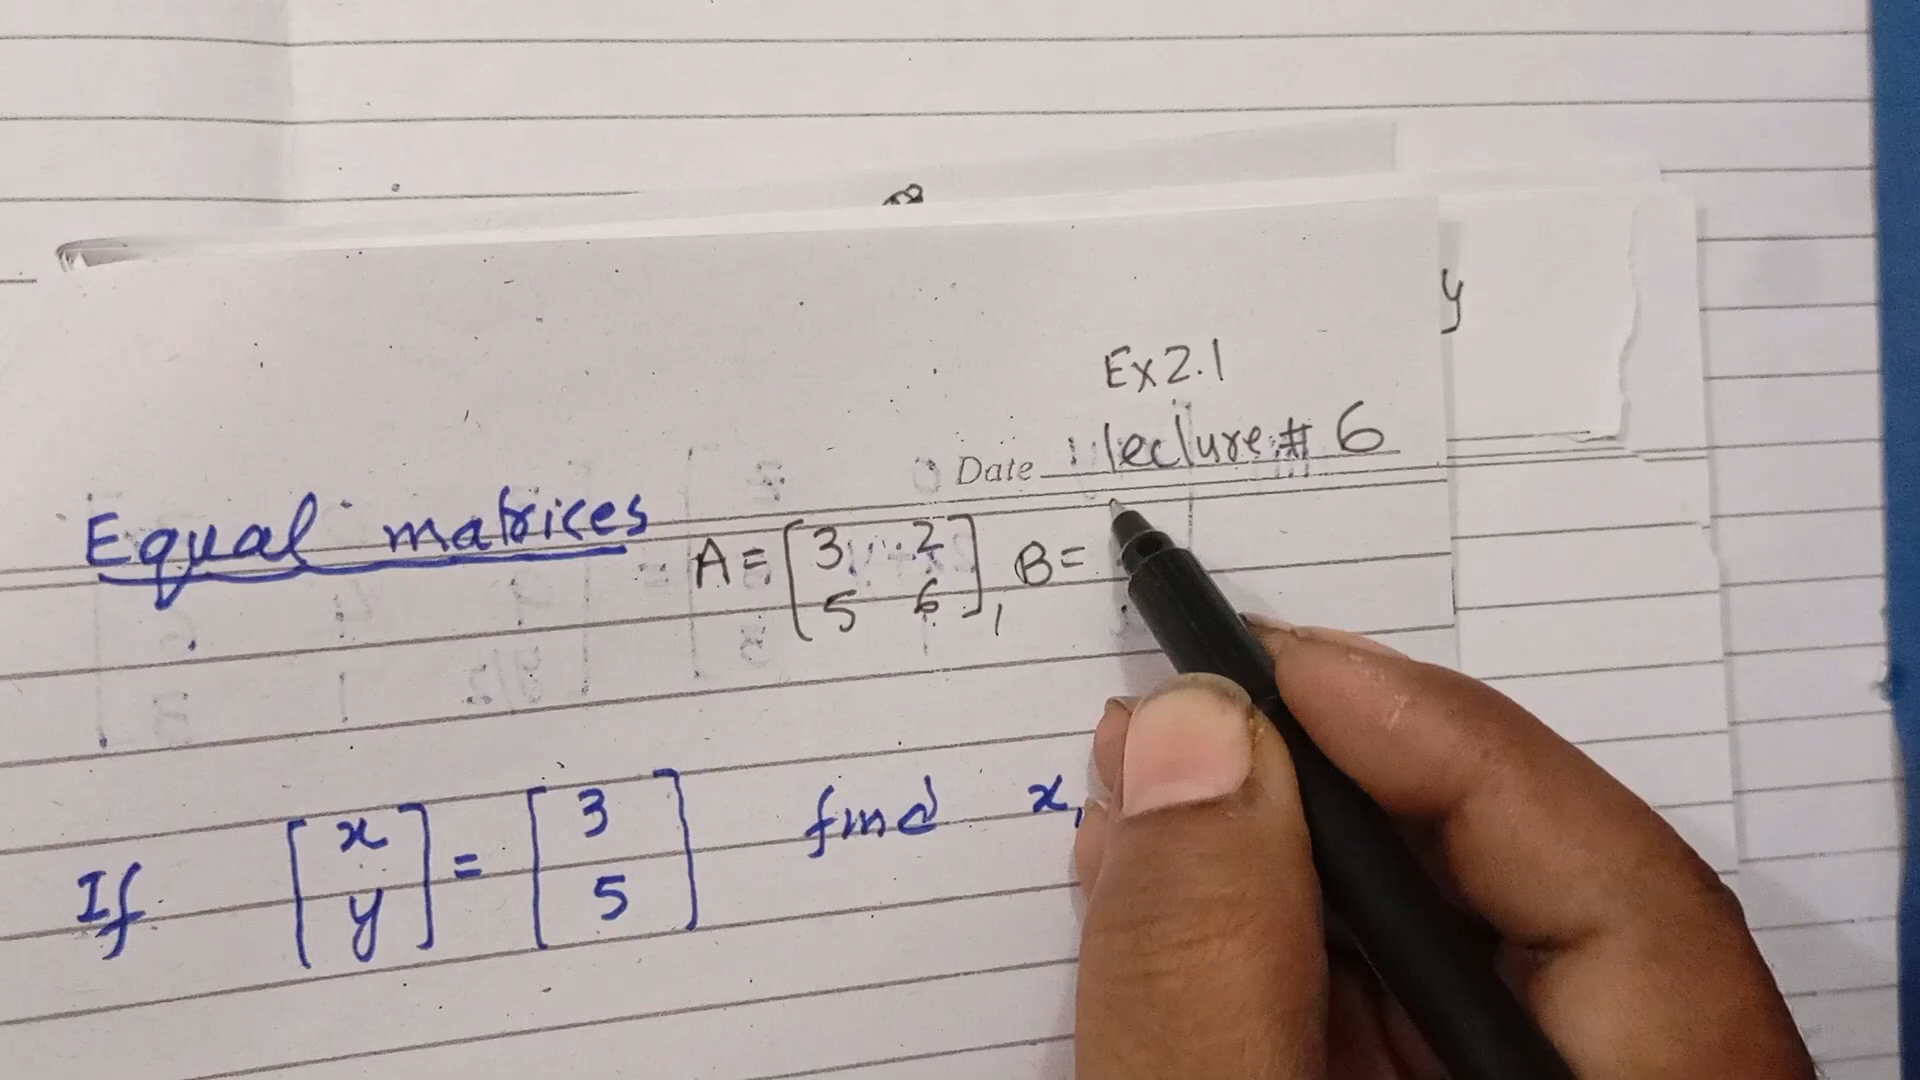 y
Ex 2.1
Date lecture # 6
Equal matrices
A = [3 2
5 6], B =
If [x
y] = [3
5] find x,